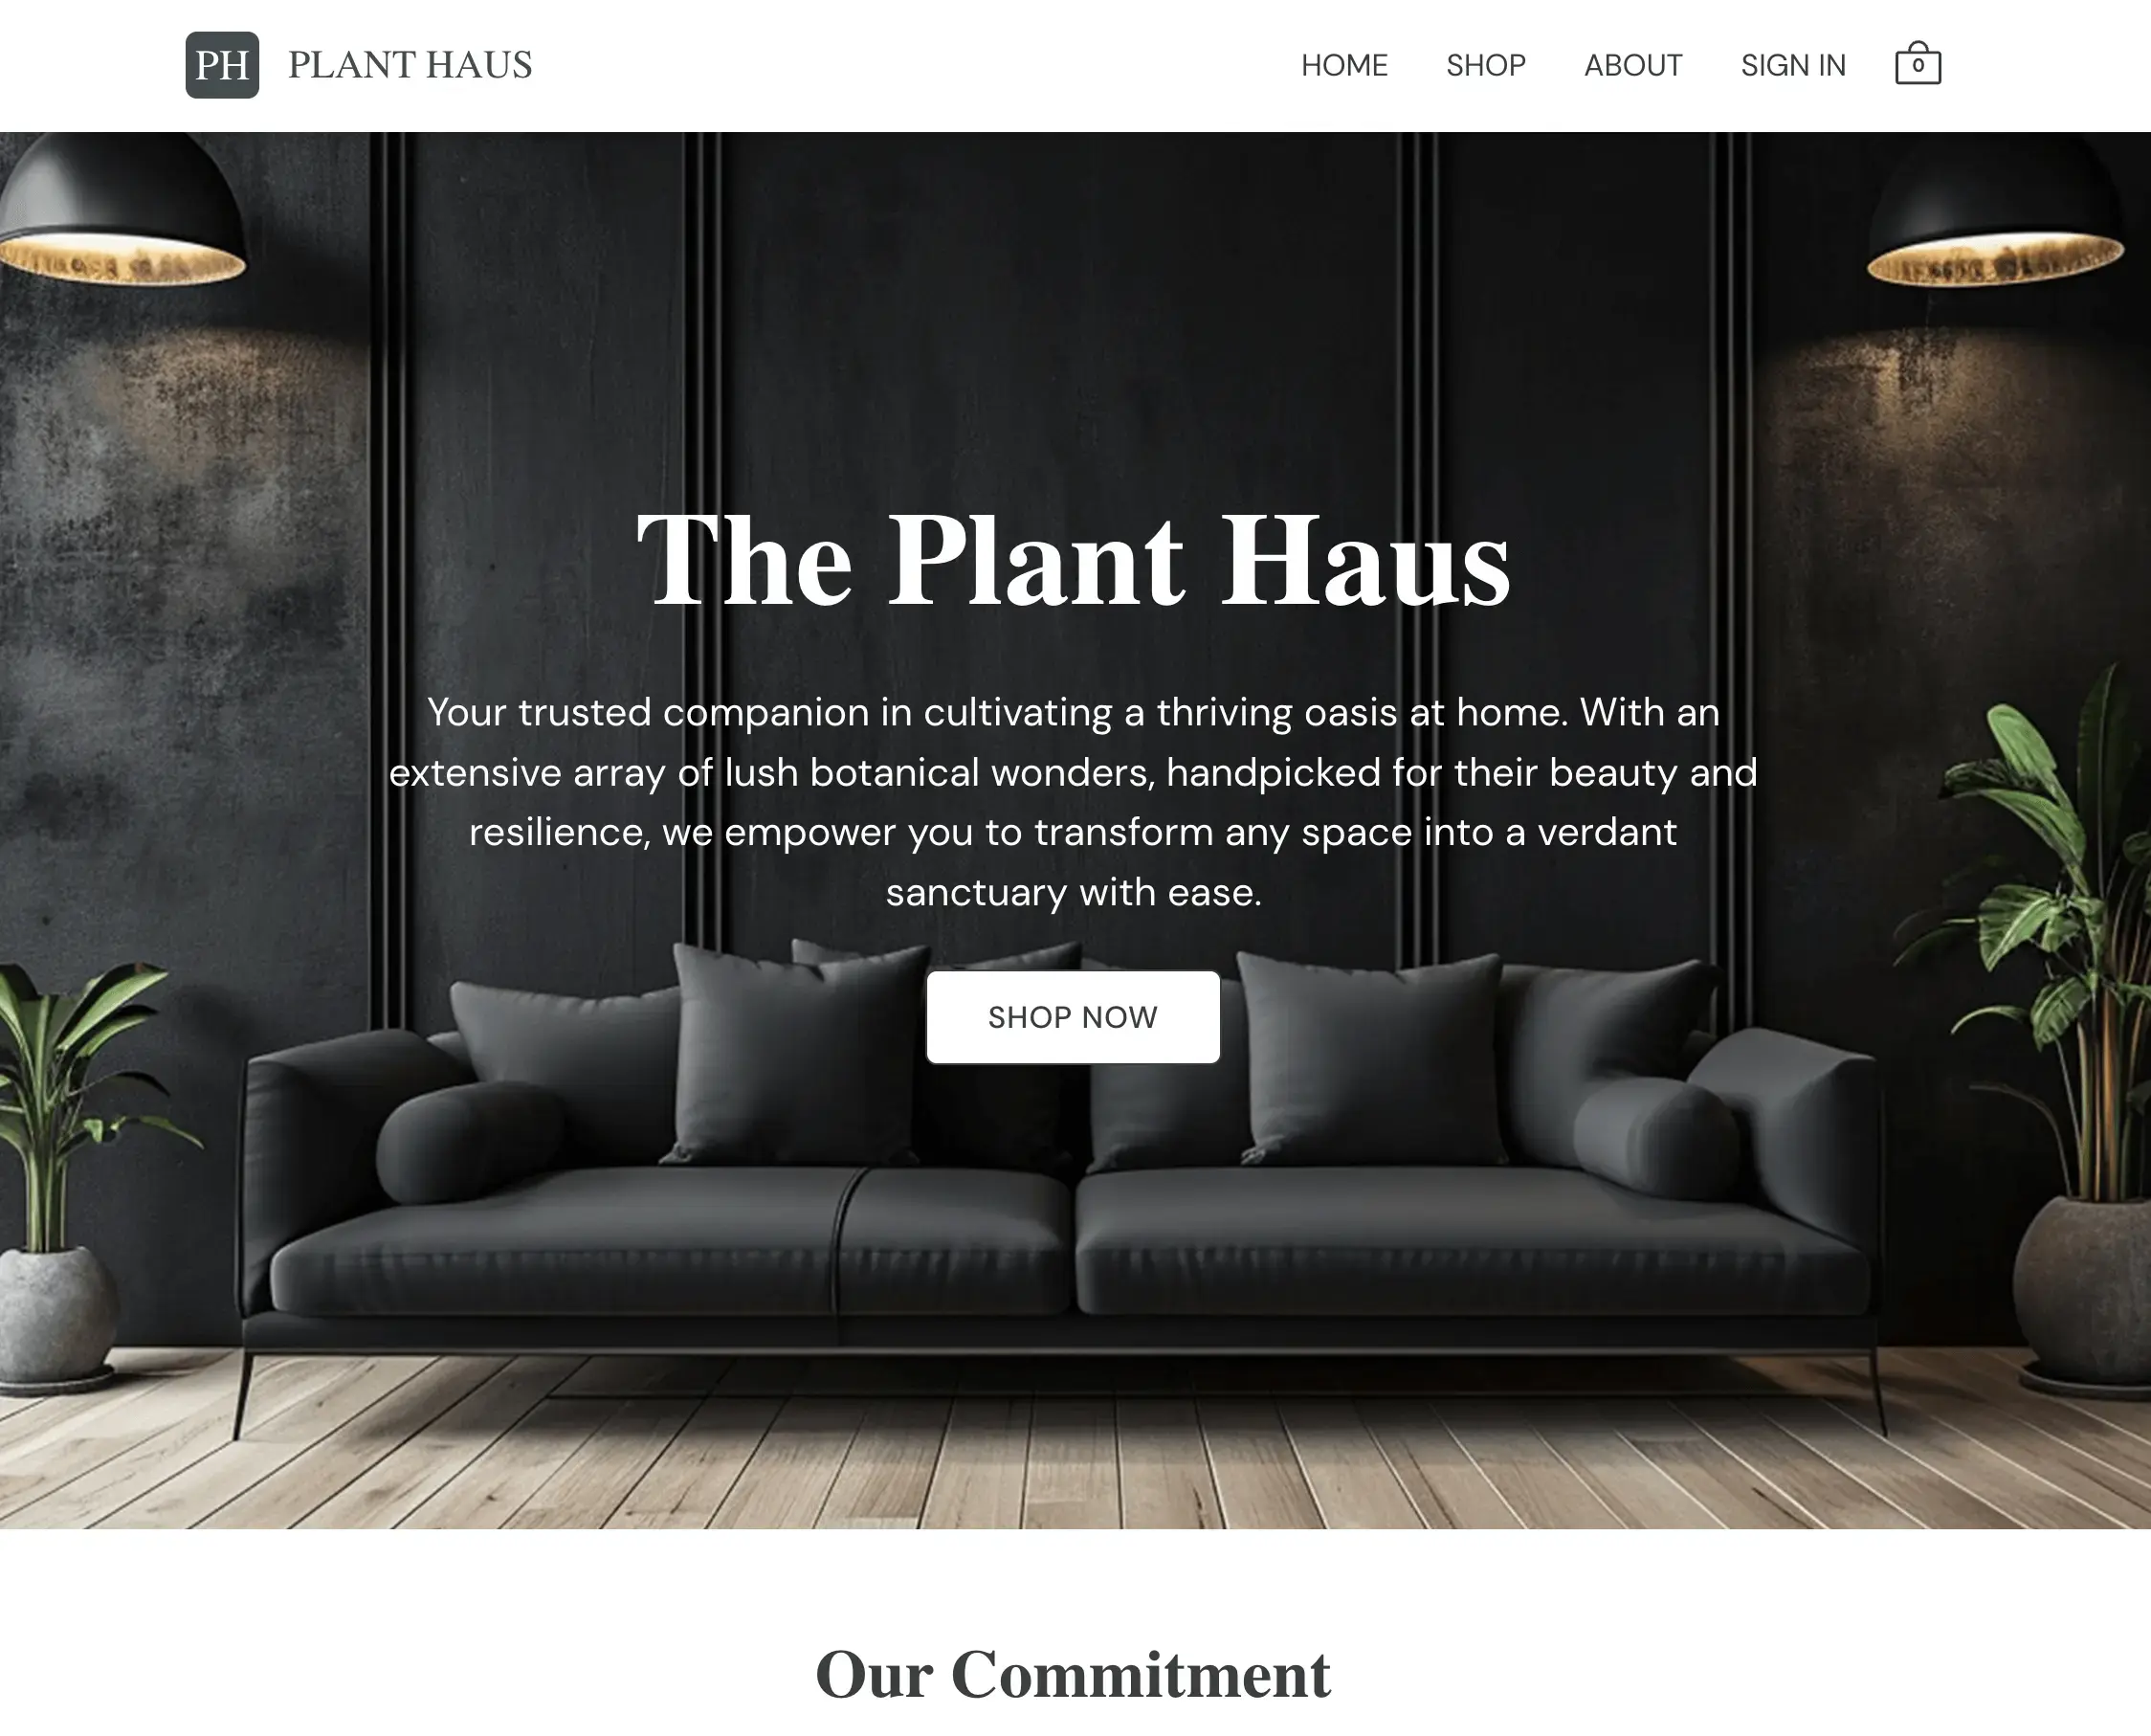 PH PLANT HAUS
HOME SHOP ABOUT SIGN IN 0
The Plant Haus
Your trusted companion in cultivating a thriving oasis at home. With an
extensive array of lush botanical wonders, handpicked for their beauty and
resilience, we empower you to transform any space into a verdant
sanctuary with ease.
SHOP NOW
Our Commitment